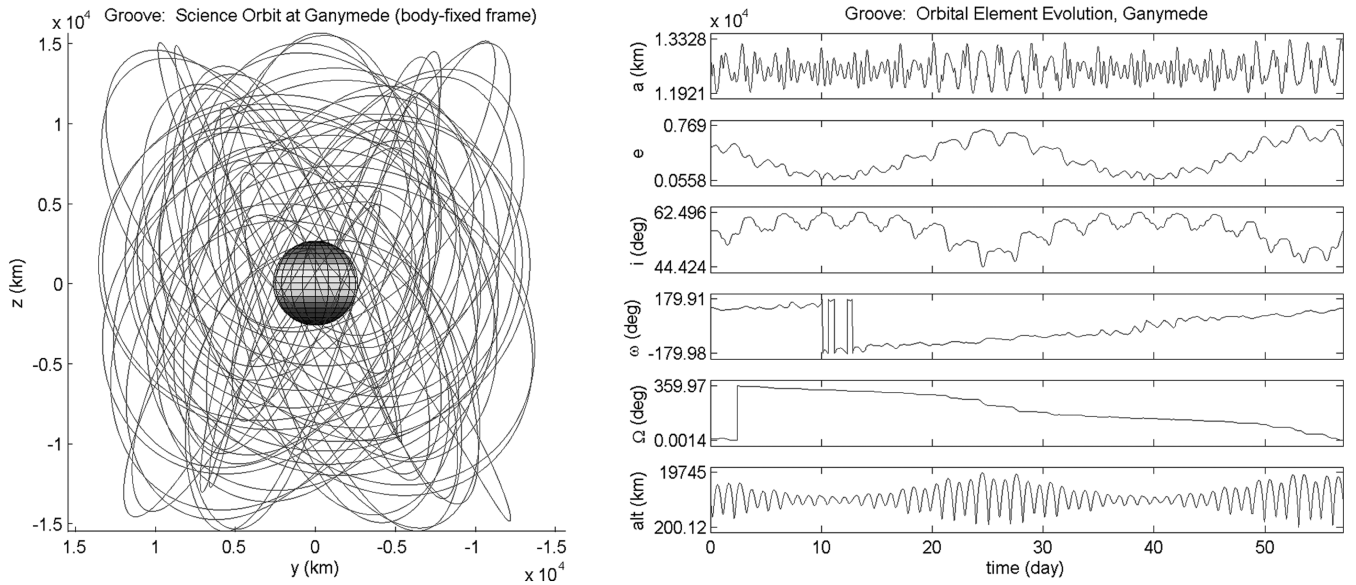 Groove: Science Orbit at Ganymede (body-fixed frame)
x 10^4
1.5
1
0.5
0
-0.5
-1
-1.5
z (km)
1.5
1
0.5
0
-0.5
-1
-1.5
y (km)
x 10^4
Groove: Orbital Element Evolution, Ganymede
x 10^4
1.3328
1.1921
a (km)
0.769
0.0558
e
62.496
44.424
i (deg)
179.91
-179.98
ω (deg)
359.97
0.0014
Ω (deg)
19745
200.12
alt (km)
0
10
20
30
40
50
time (day)